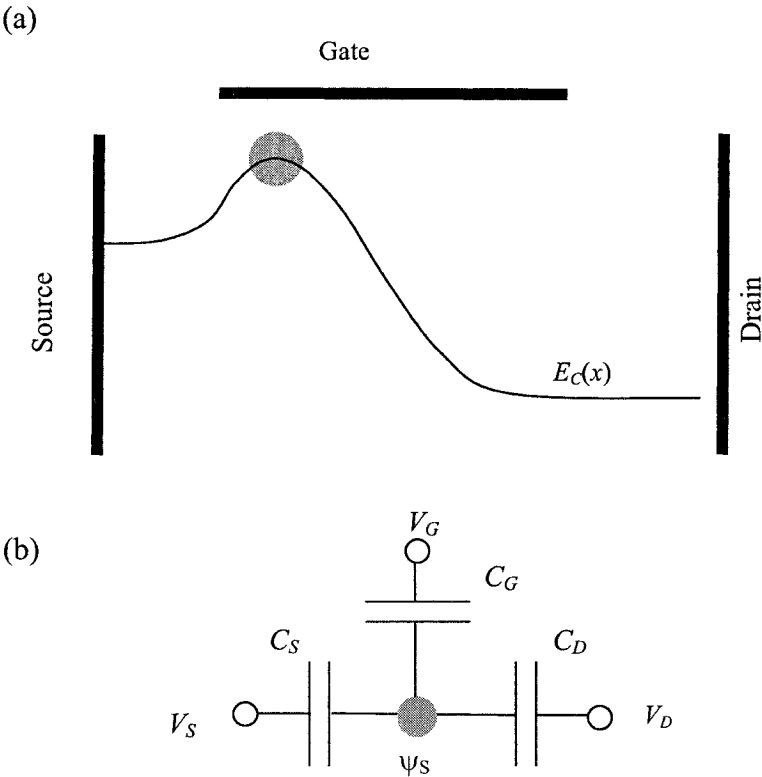 (a)
Gate
Source
Drain
E_C(x)
(b)
V_G
C_G
C_S
C_D
V_S
V_D
ψ_S